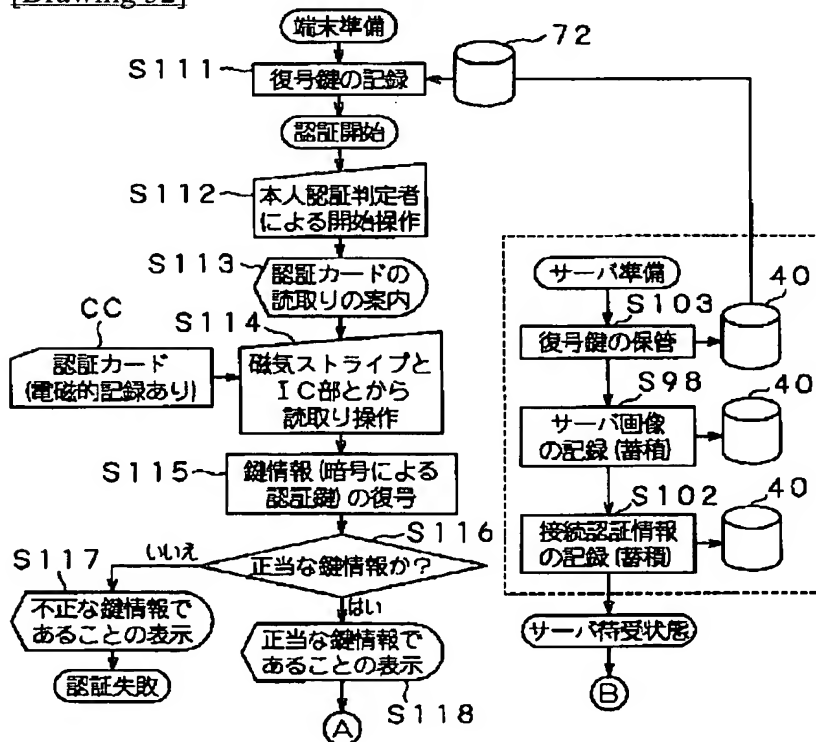 端末準備
72
S111
復号鍵の記録
認証開始
S112
本人認証判定者
による開始操作
S113
認証カードの
読取りの案内
CC
認証カード
(電磁的記録あり)
S114
磁気ストライプと
IC部とから
読取り操作
S115
鍵情報(暗号による
認証鍵)の復号
S116
正当な鍵情報か?
いいえ
はい
S117
不正な鍵情報で
あることの表示
認証失敗
正当な鍵情報で
あることの表示
S118
A
サーバ準備
S103
40
復号鍵の保管
S98
40
サーバ画像
の記録(蓄積)
S102
40
接続認証情報
の記録(蓄積)
サーバ待受状態
B